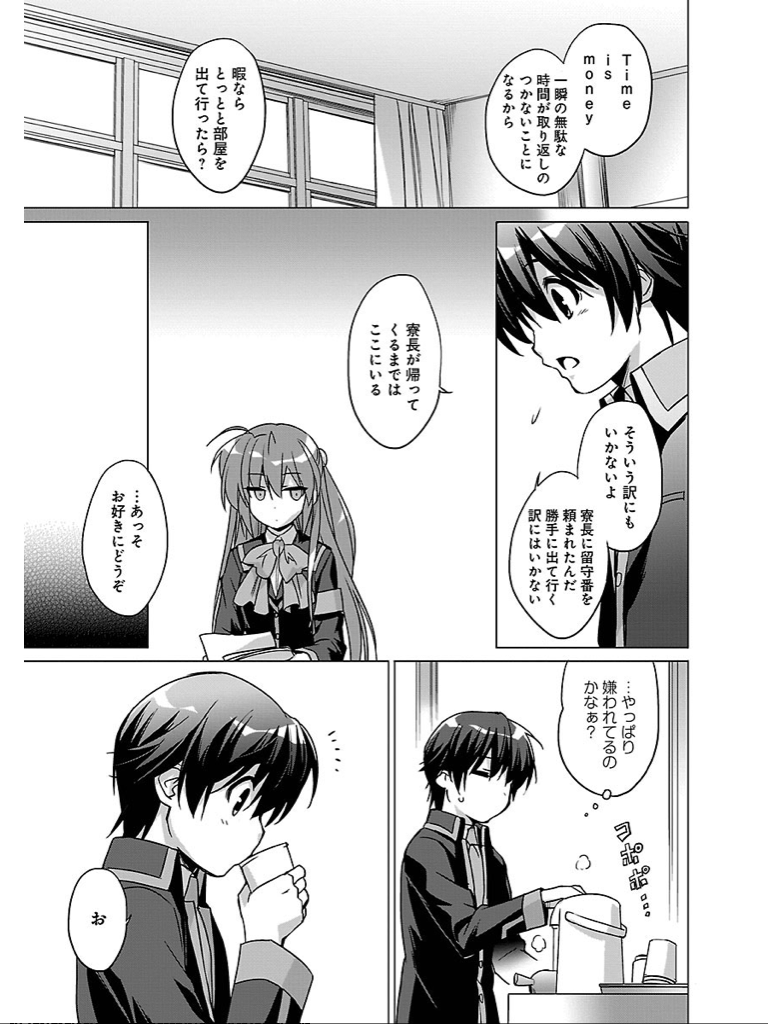 Time
is
money
一瞬の無駄な
時間が取り返しの
つかないことに
なるから
暇なら
とっとと部屋を
出て行ったら?
そういう訳にも
いかないよ
寮長に留守番を
頼まれたんだ
勝手に出て行く
訳にはいかない
寮長が帰って
くるまでは
ここにいる
…あっそ
お好きにどうぞ
…やっぱり
嫌われてるの
かなぁ?
コポポポ…
お